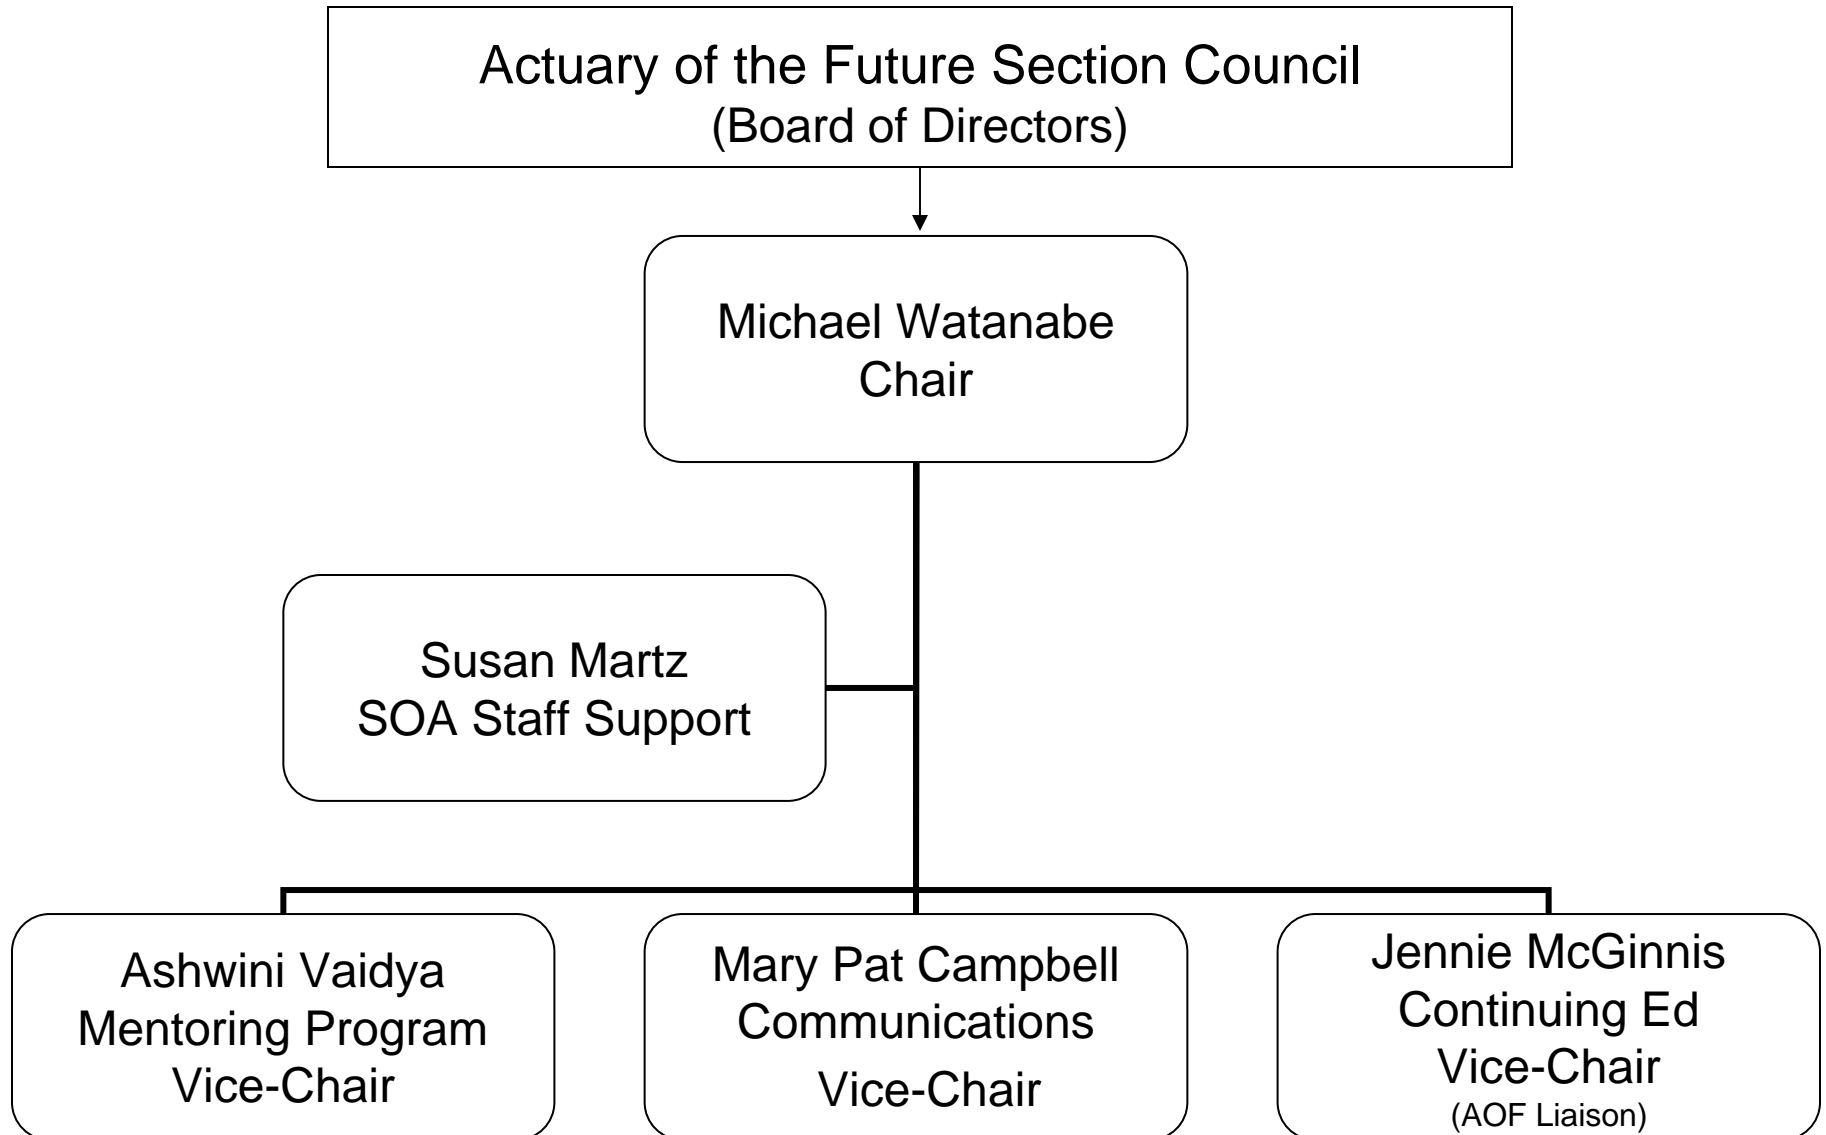 Actuary of the Future Section Council
(Board of Directors)
Michael Watanabe
Chair
Susan Martz
SOA Staff Support
Ashwini Vaidya
Mentoring Program
Vice-Chair
Mary Pat Campbell
Communications
Vice-Chair
Jennie McGinnis
Continuing Ed
Vice-Chair
(AOF Liaison)